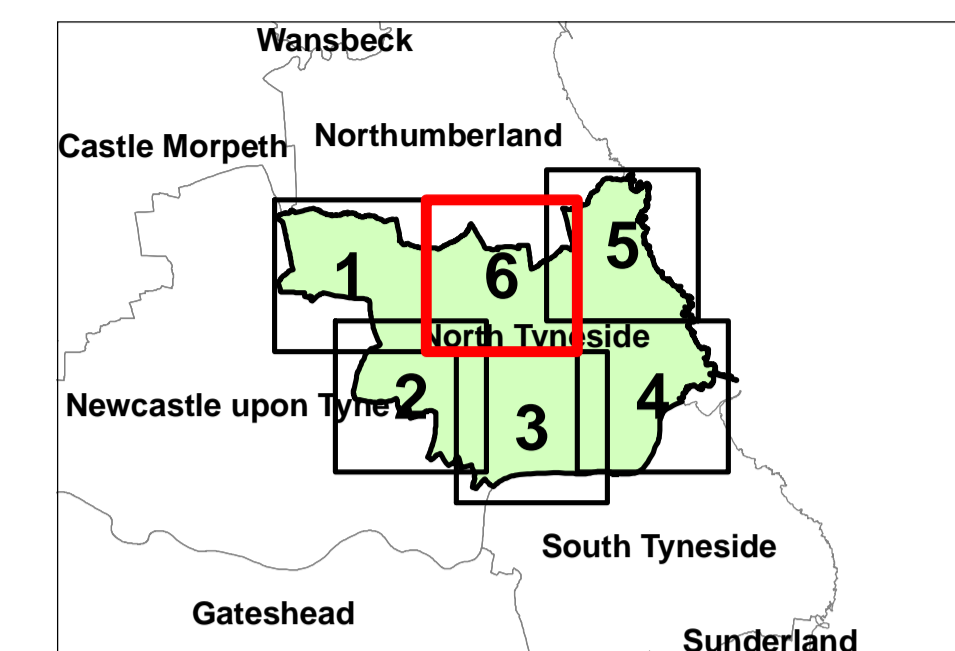 Wansbeck
Castle Morpeth
Northumberland
5
1
6
North Tyneside
2
Newcastle upon Tyne
4
3
South Tyneside
Gateshead
Sunderland